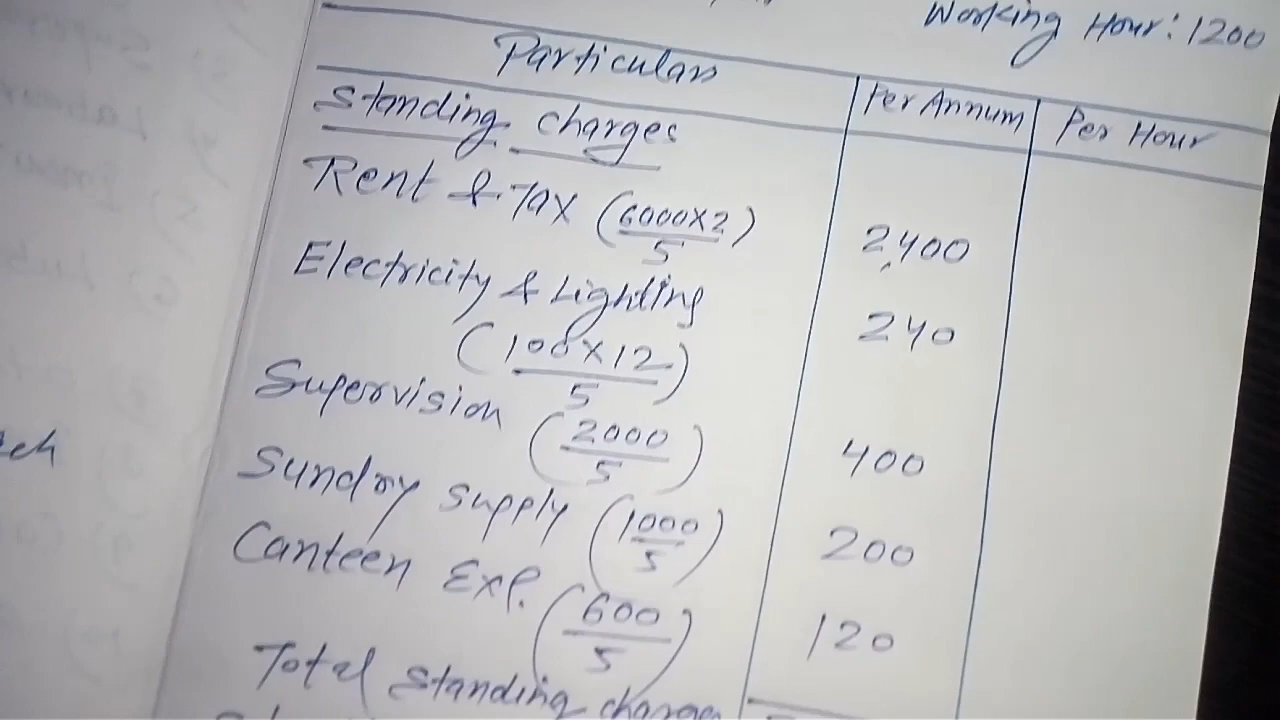 Working Hour: 1200
Particulars Per Annum Per Hour
Standing charges
Rent & Tax (6000×2/5) 2,400
Electricity & Lighting
(100×12/5) 240
Supervision (2000/5) 400
Sundry supply (1000/5) 200
Canteen Exp. (600/5) 120
Total standing charges